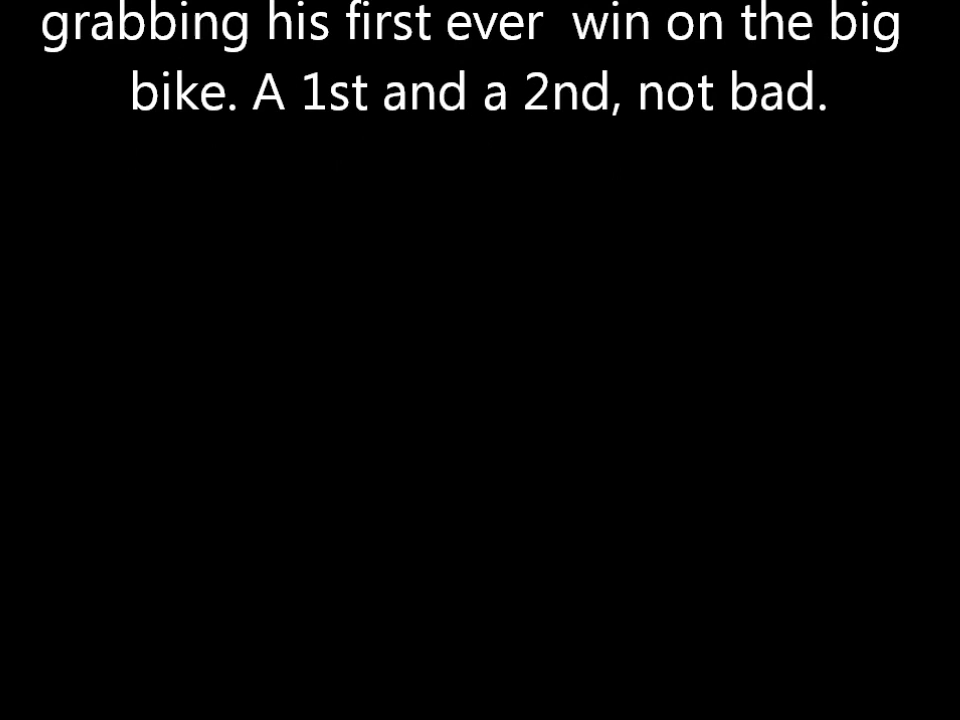 grabbing his first ever  win on the big
bike. A 1st and a 2nd, not bad.